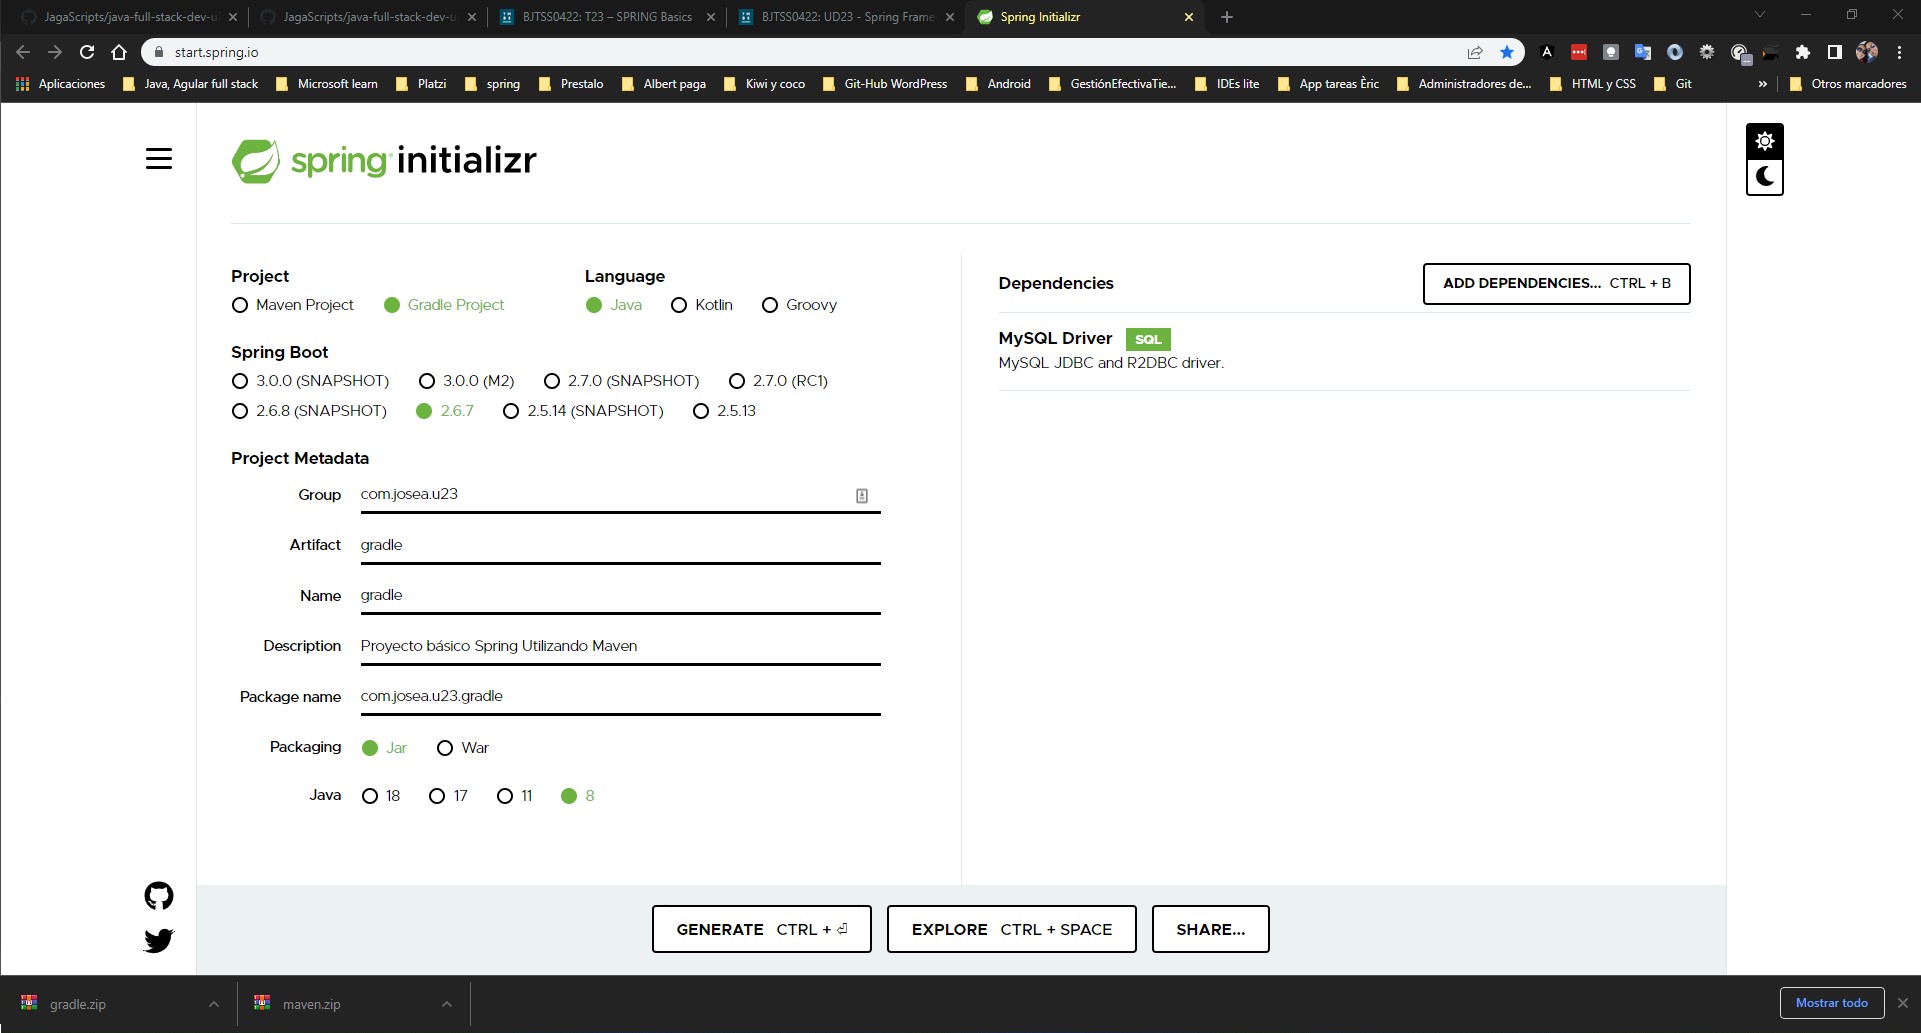 JagaScripts/java-full-stack-dev-u
JagaScripts/java-full-stack-dev-u
BJTSS0422: T23 – SPRING Basics
BJTSS0422: UD23 - Spring Frame
Spring Initializr
start.spring.io
Aplicaciones
Java, Agular full stack
Microsoft learn
Platzi
spring
Prestalo
Albert paga
Kiwi y coco
Git-Hub WordPress
Android
GestiónEfectivaTie...
IDEs lite
App tareas Èric
Administradores de...
HTML y CSS
Git
»
Otros marcadores
spring initializr
Project
Maven Project
Gradle Project
Language
Java
Kotlin
Groovy
Spring Boot
3.0.0 (SNAPSHOT)
3.0.0 (M2)
2.7.0 (SNAPSHOT)
2.7.0 (RC1)
2.6.8 (SNAPSHOT)
2.6.7
2.5.14 (SNAPSHOT)
2.5.13
Project Metadata
Group com.josea.u23
Artifact gradle
Name gradle
Description Proyecto básico Spring Utilizando Maven
Package name com.josea.u23.gradle
Packaging Jar War
Java 18 17 11 8
Dependencies
ADD DEPENDENCIES... CTRL + B
MySQL Driver SQL
MySQL JDBC and R2DBC driver.
GENERATE CTRL + ⏎
EXPLORE CTRL + SPACE
SHARE...
gradle.zip
maven.zip
Mostrar todo